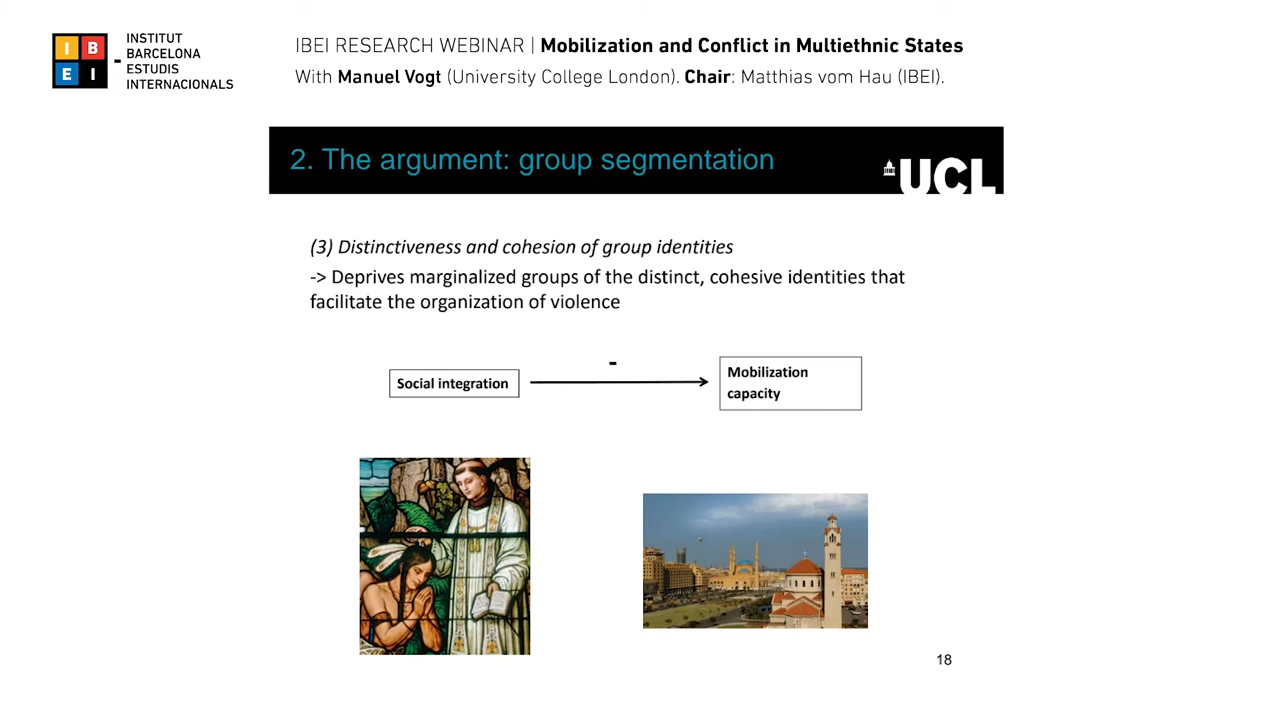 I B
E I
INSTITUT
BARCELONA
ESTUDIS
INTERNACIONALS
-
IBEI RESEARCH WEBINAR | Mobilization and Conflict in Multiethnic States
With Manuel Vogt (University College London). Chair: Matthias vom Hau (IBEI).
2. The argument: group segmentation
UCL
(3) Distinctiveness and cohesion of group identities
-> Deprives marginalized groups of the distinct, cohesive identities that
facilitate the organization of violence
-
Social integration
Mobilization
capacity
18